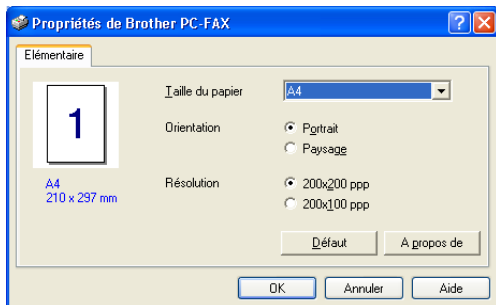 Propriétés de Brother PC-FAX
Elémentaire
1
A4
210 x 297 mm
Taille du papier
A4
Orientation
Portrait
Paysage
Résolution
200x200 ppp
200x100 ppp
Défaut
A propos de
OK
Annuler
Aide